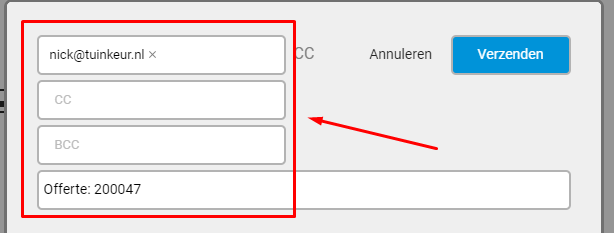 nick@tuinkeur.nl ×
CC
Annuleren
Verzenden
CC
BCC
Offerte: 200047